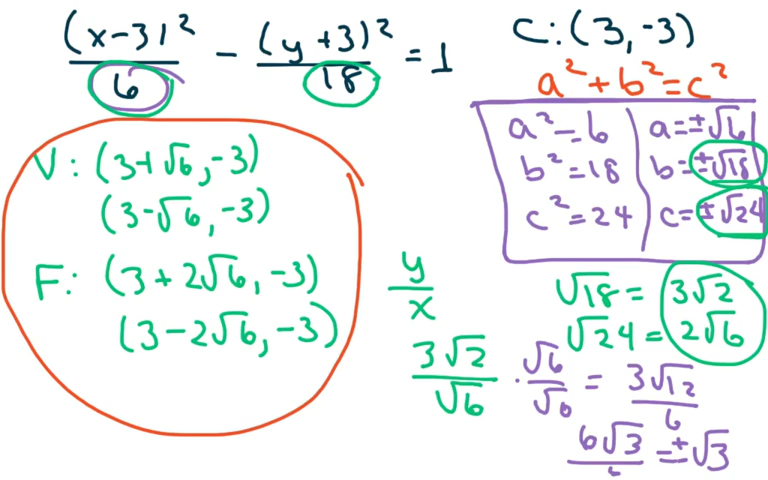 (x-3)²/6 - (y+3)²/18 = 1
C: (3, -3)
a² + b² = c²
a² = 6
b² = 18
c² = 24
a = ±√6
b = ±√18
c = ±√24
V: (3+√6, -3)
(3-√6, -3)
F: (3+2√6, -3)
(3-2√6, -3)
y/x
√18 = 3√2
√24 = 2√6
3√2/√6 · √6/√6 = 3√12/6
6√3/ = ±√3